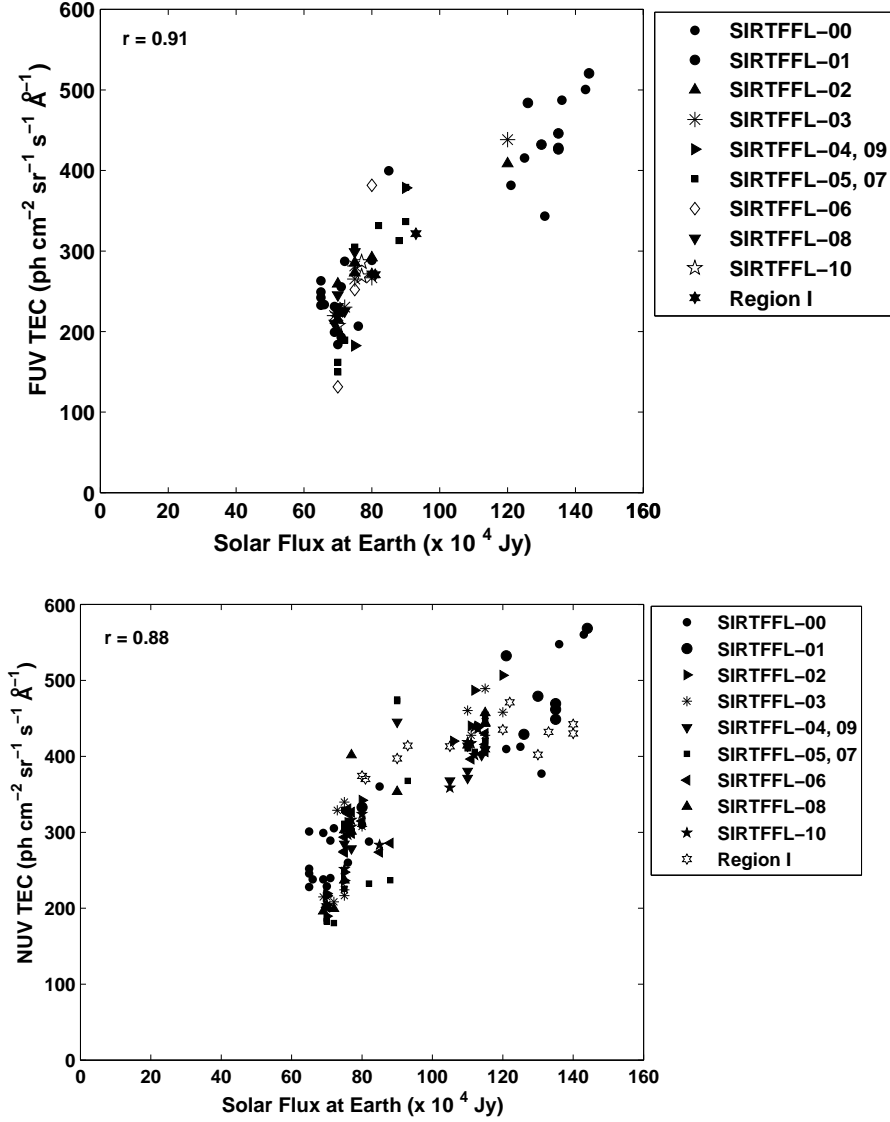 600
500
400
300
200
100
0
FUV TEC (ph cm⁻² sr⁻¹ s⁻¹ Å⁻¹)
r = 0.91
0 20 40 60 80 100 120 140 160
Solar Flux at Earth (x 10 ⁴ Jy)
SIRTFFL−00
SIRTFFL−01
SIRTFFL−02
SIRTFFL−03
SIRTFFL−04, 09
SIRTFFL−05, 07
SIRTFFL−06
SIRTFFL−08
SIRTFFL−10
Region I
600
500
400
300
200
100
0
NUV TEC (ph cm⁻² sr⁻¹ s⁻¹ Å⁻¹)
r = 0.88
0 20 40 60 80 100 120 140 160
Solar Flux at Earth (x 10 ⁴ Jy)
SIRTFFL−00
SIRTFFL−01
SIRTFFL−02
SIRTFFL−03
SIRTFFL−04, 09
SIRTFFL−05, 07
SIRTFFL−06
SIRTFFL−08
SIRTFFL−10
Region I